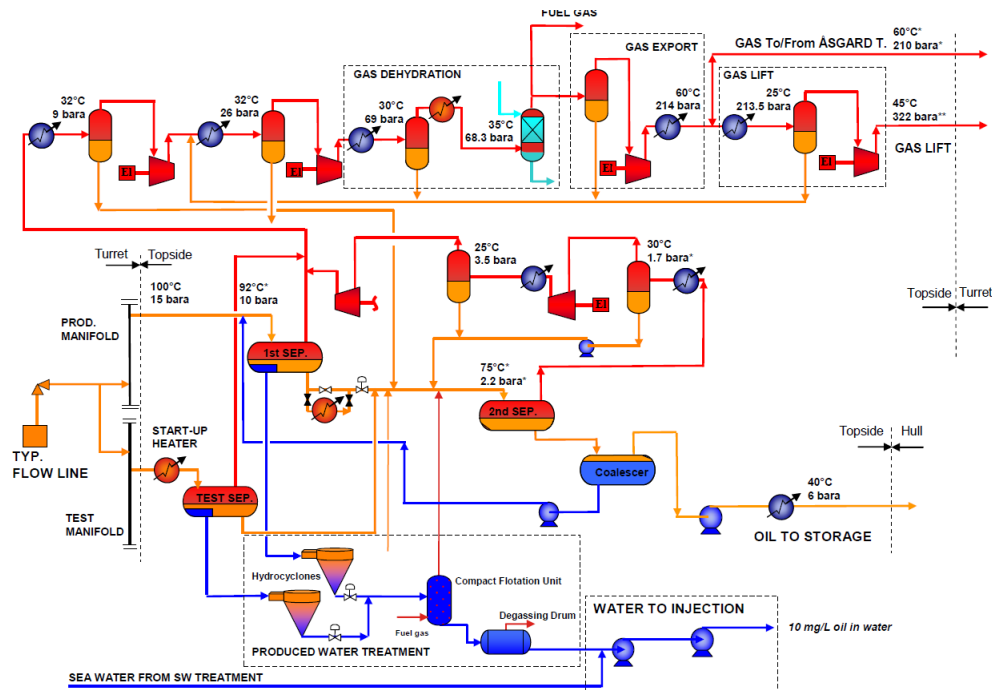 FUEL GAS
GAS EXPORT
GAS To/From ÅSGARD T.
60°C*
210 bara*
GAS DEHYDRATION
GAS LIFT
32°C
9 bara
32°C
26 bara
30°C
69 bara
35°C
68.3 bara
60°C
214 bara
25°C
213.5 bara
45°C
322 bara**
GAS LIFT
EI
EI
EI
EI
Turret
Topside
100°C
15 bara
92°C*
10 bara
25°C
3.5 bara
30°C
1.7 bara*
EI
Topside
Turret
PROD.
MANIFOLD
1st SEP.
75°C*
2.2 bara*
2nd SEP.
START-UP
HEATER
TYP.
FLOW LINE
Topside
Hull
Coalescer
TEST SEP.
TEST
MANIFOLD
40°C
6 bar
OIL TO STORAGE
Hydrocyclones
Compact Flotation Unit
Degassing Drum
Fuel gas
PRODUCED WATER TREATMENT
WATER TO INJECTION
10 mg/L oil in water
SEA WATER FROM SW TREATMENT